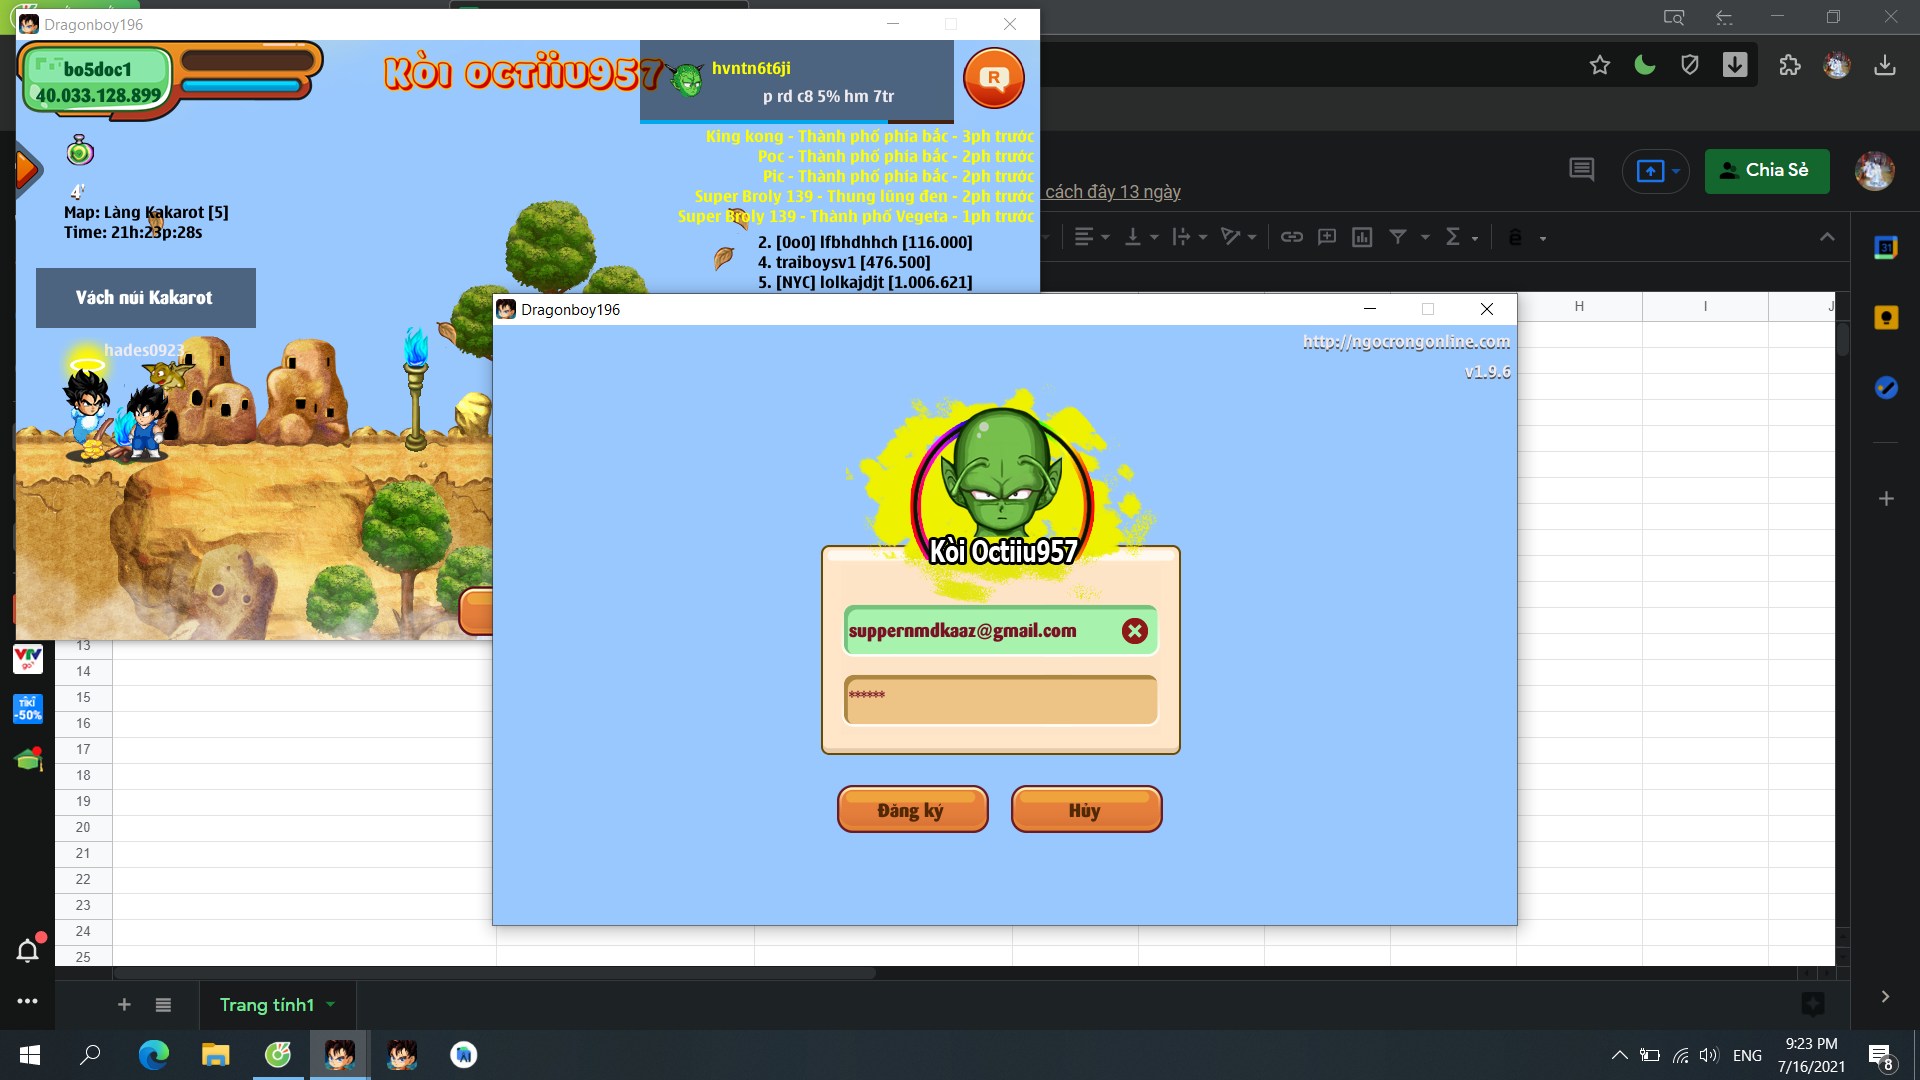 Dragonboy196
bo5doc1
40.033.128.899
Kòi octiiu957
hvntn6t6ji
p rd c8 5% hm 7tr
R
King kong - Thành phố phía bắc - 3ph trước
Poc - Thành phố phía bắc - 2ph trước
Pic - Thành phố phía bắc - 2ph trước
Super Broly 139 - Thung lũng đen - 2ph trước
Super Broly 139 - Thành phố Vegeta - 1ph trước
4'
Map: Làng Kakarot [5]
Time: 21h:23p:28s
2. [0o0] lfbhdhhch [116.000]
4. traiboysv1 [476.500]
5. [NYC] lolkajdjt [1.006.621]
Vách núi Kakarot
hades0923
cách đây 13 ngày
Chia Sẻ
31
Dragonboy196
http://ngocrongonline.com
v1.9.6
Kòi Octiiu957
suppernmdkaaz@gmail.com
******
Đăng ký
Hủy
H
I
J
13
14
15
16
17
18
19
20
21
22
23
24
25
VTV
go
TIKI
-50%
Trang tính1
ENG
9:23 PM
7/16/2021
8